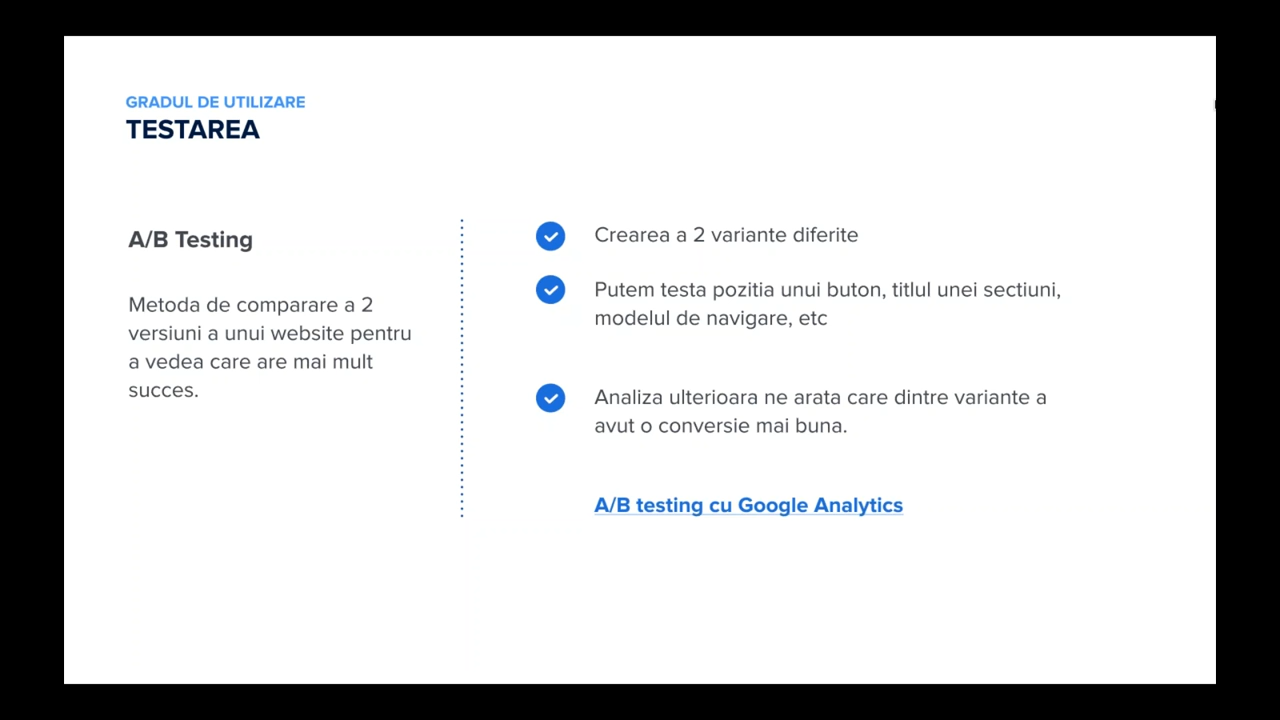 GRADUL DE UTILIZARE
TESTAREA
A/B Testing
Metoda de comparare a 2
versiuni a unui website pentru
a vedea care are mai mult
succes.
Crearea a 2 variante diferite
Putem testa pozitia unui buton, titlul unei sectiuni,
modelul de navigare, etc
Analiza ulterioara ne arata care dintre variante a
avut o conversie mai buna.
A/B testing cu Google Analytics